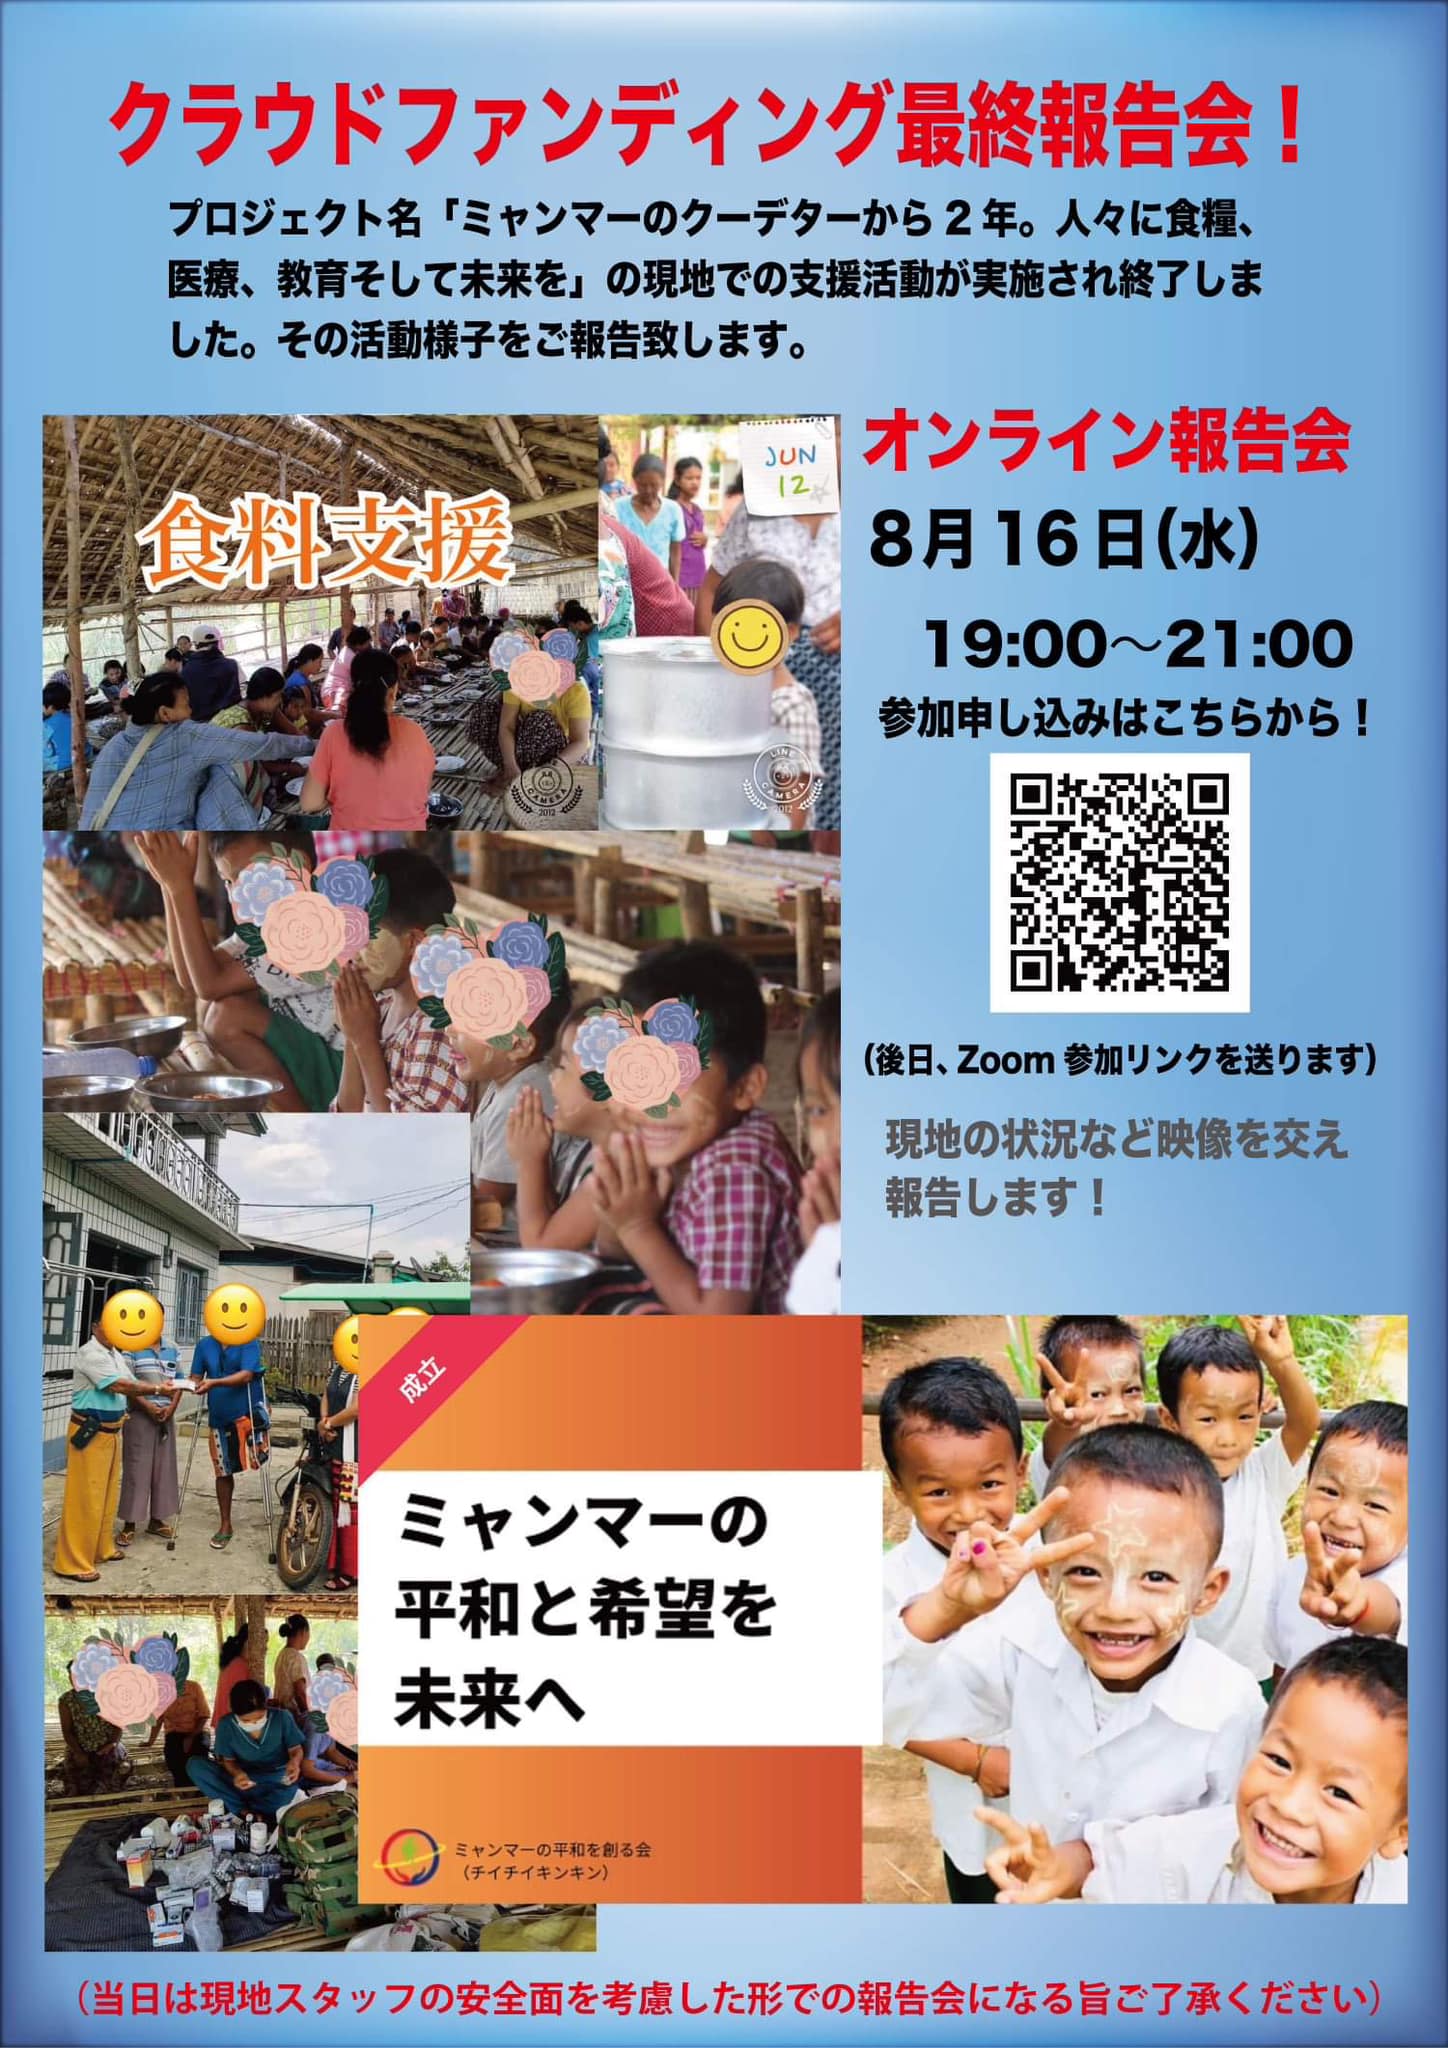 クラウドファンディング最終報告会！
プロジェクト名「ミャンマーのクーデターから２年。人々に食糧、
医療、教育そして未来を」の現地での支援活動が実施され終了しま
した。その活動様子をご報告致します。
食料支援
JUN
12
LINE
CAMERA
2012
LINE
CAMERA
2012
オンライン報告会
8月16日(水)
19:00〜21:00
参加申し込みはこちらから！
（後日、Zoom 参加リンクを送ります）
現地の状況など映像を交え
報告します！
成立
ミャンマーの
平和と希望を
未来へ
ミャンマーの平和を創る会
（チイチイキンキン）
（当日は現地スタッフの安全面を考慮した形での報告会になる旨ご了承ください）